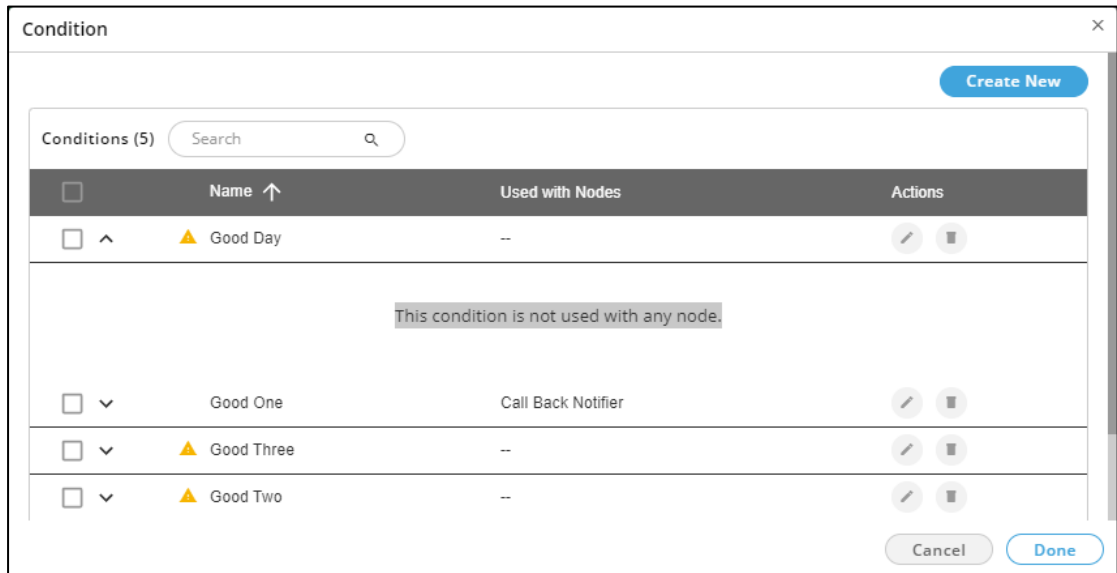 Condition
Create New
Conditions (5) Search
Name Used with Nodes Actions
Good Day --
This condition is not used with any node.
Good One Call Back Notifier
Good Three --
Good Two --
Cancel Done